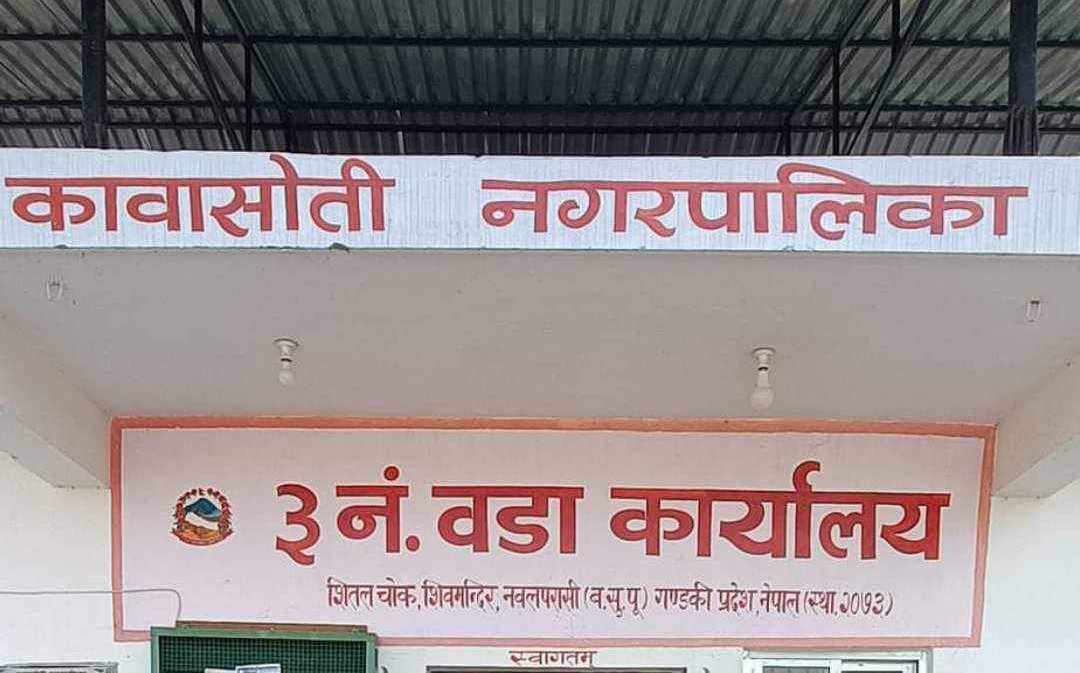 कावासोती नगरपालिका
३ नं. वडा कार्यालय
शितल चोक, शिवमन्दिर, नवलपरासी (ब.सु.पू) गण्डकी प्रदेश, नेपाल (स्था. २०७३)
स्वागतम्